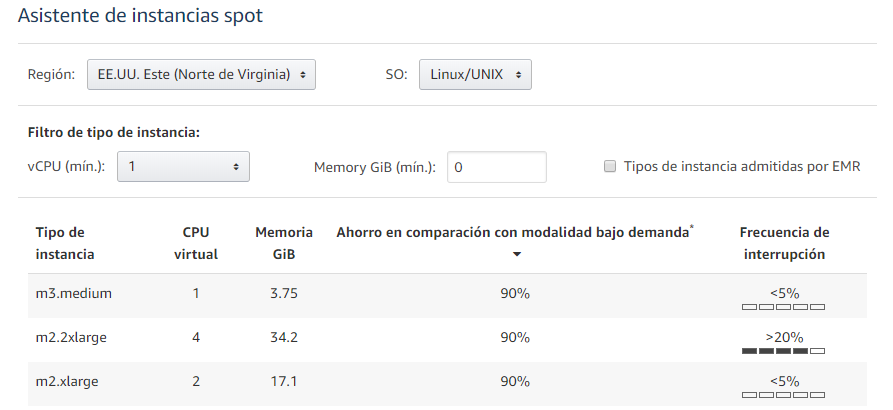 Asistente de instancias spot
Región: EE.UU. Este (Norte de Virginia) SO: Linux/UNIX
Filtro de tipo de instancia:
vCPU (mín.): 1 Memory GiB (mín.): 0 Tipos de instancia admitidas por EMR
Tipo de instancia CPU virtual Memoria GiB Ahorro en comparación con modalidad bajo demanda* Frecuencia de interrupción
m3.medium 1 3.75 90% <5%
m2.2xlarge 4 34.2 90% >20%
m2.xlarge 2 17.1 90% <5%